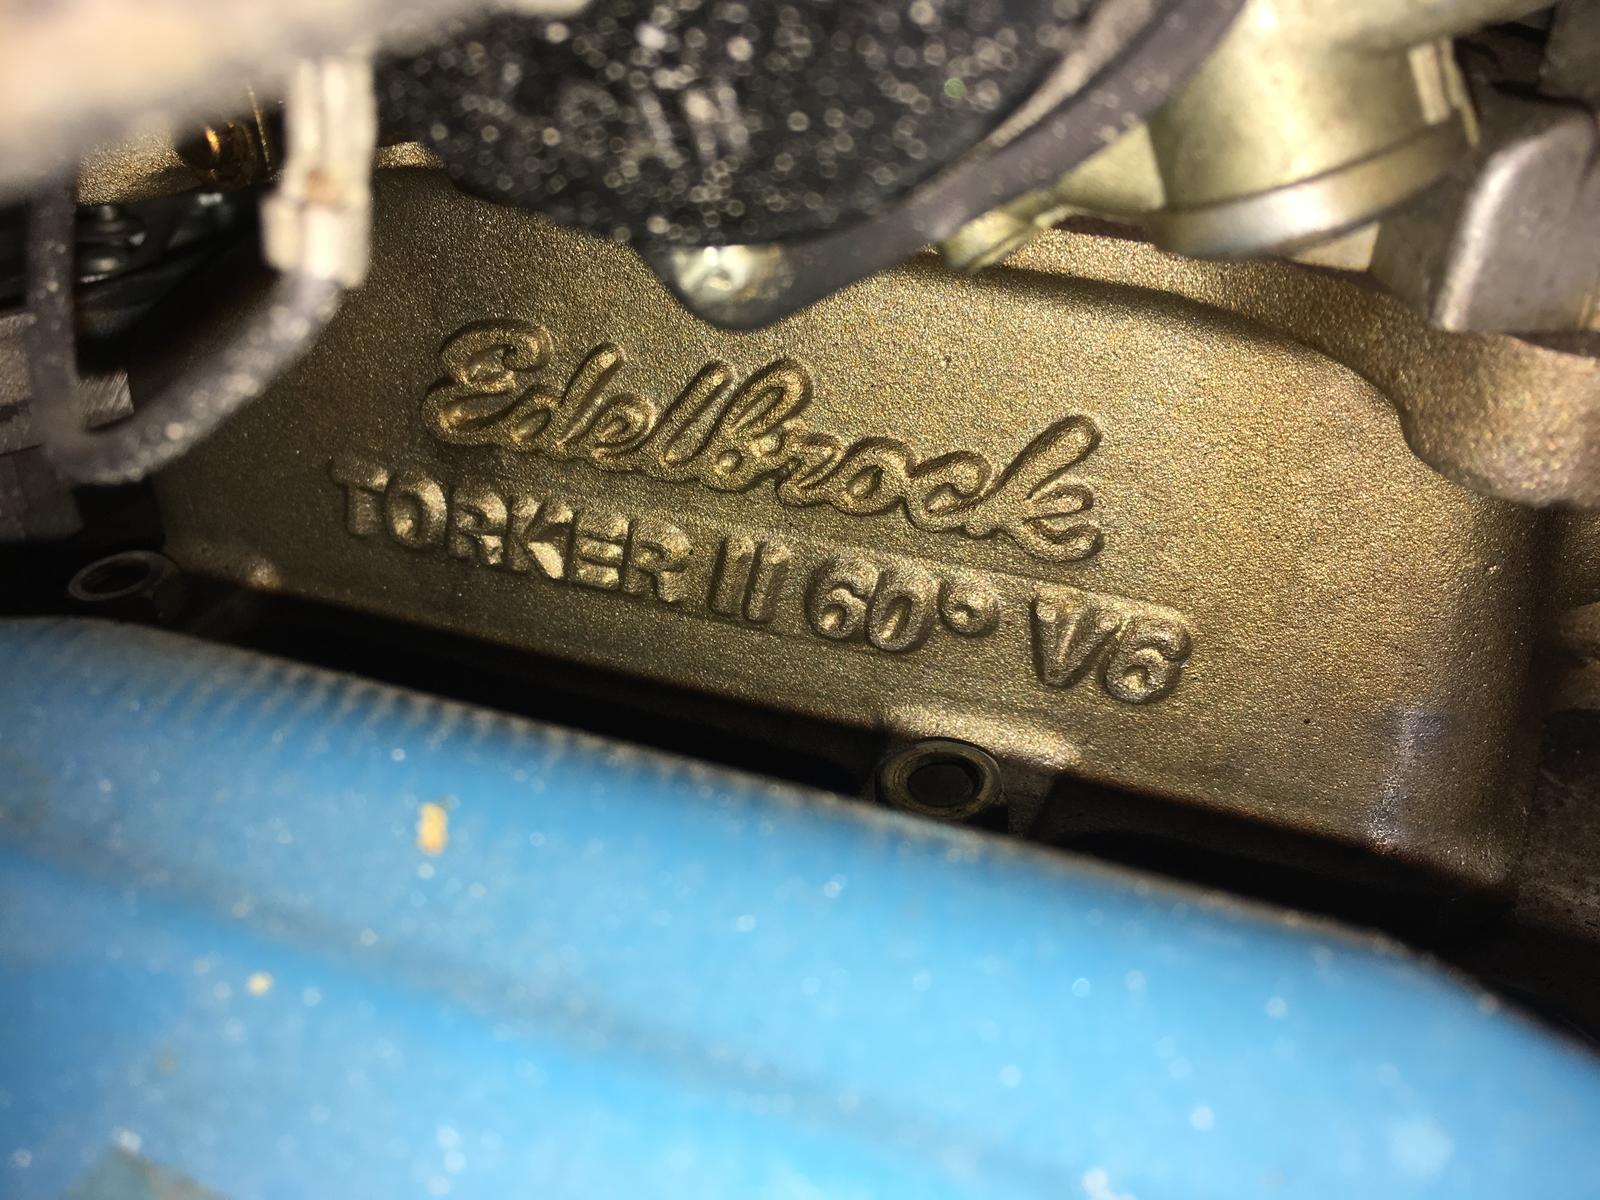 Edelbrock
TORKER II 60° V6